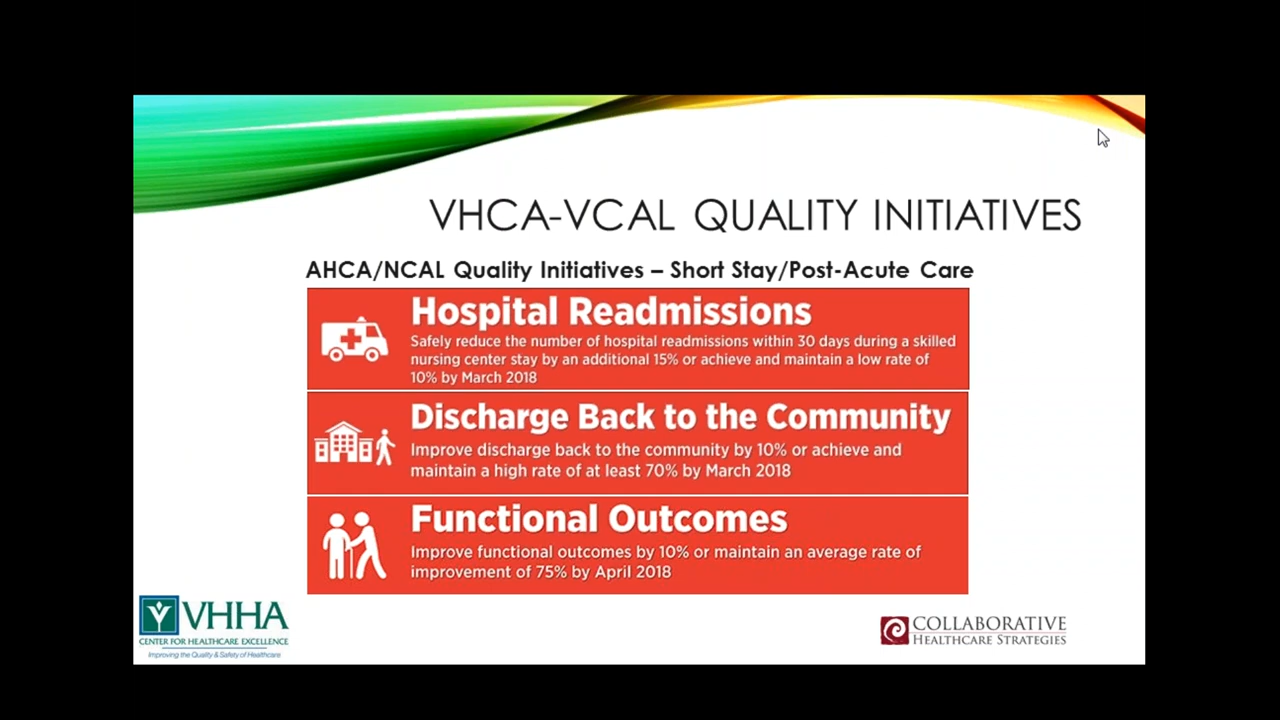 VHCA-VCAL QUALITY INITIATIVES
AHCA/NCAL Quality Initiatives – Short Stay/Post-Acute Care
Hospital Readmissions
Safely reduce the number of hospital readmissions within 30 days during a skilled
nursing center stay by an additional 15% or achieve and maintain a low rate of
10% by March 2018
Discharge Back to the Community
Improve discharge back to the community by 10% or achieve and
maintain a high rate of at least 70% by March 2018
Functional Outcomes
Improve functional outcomes by 10% or maintain an average rate of
improvement of 75% by April 2018
VHHA
CENTER FOR HEALTHCARE EXCELLENCE
Improving the Quality & Safety of Healthcare
COLLABORATIVE
HEALTHCARE STRATEGIES